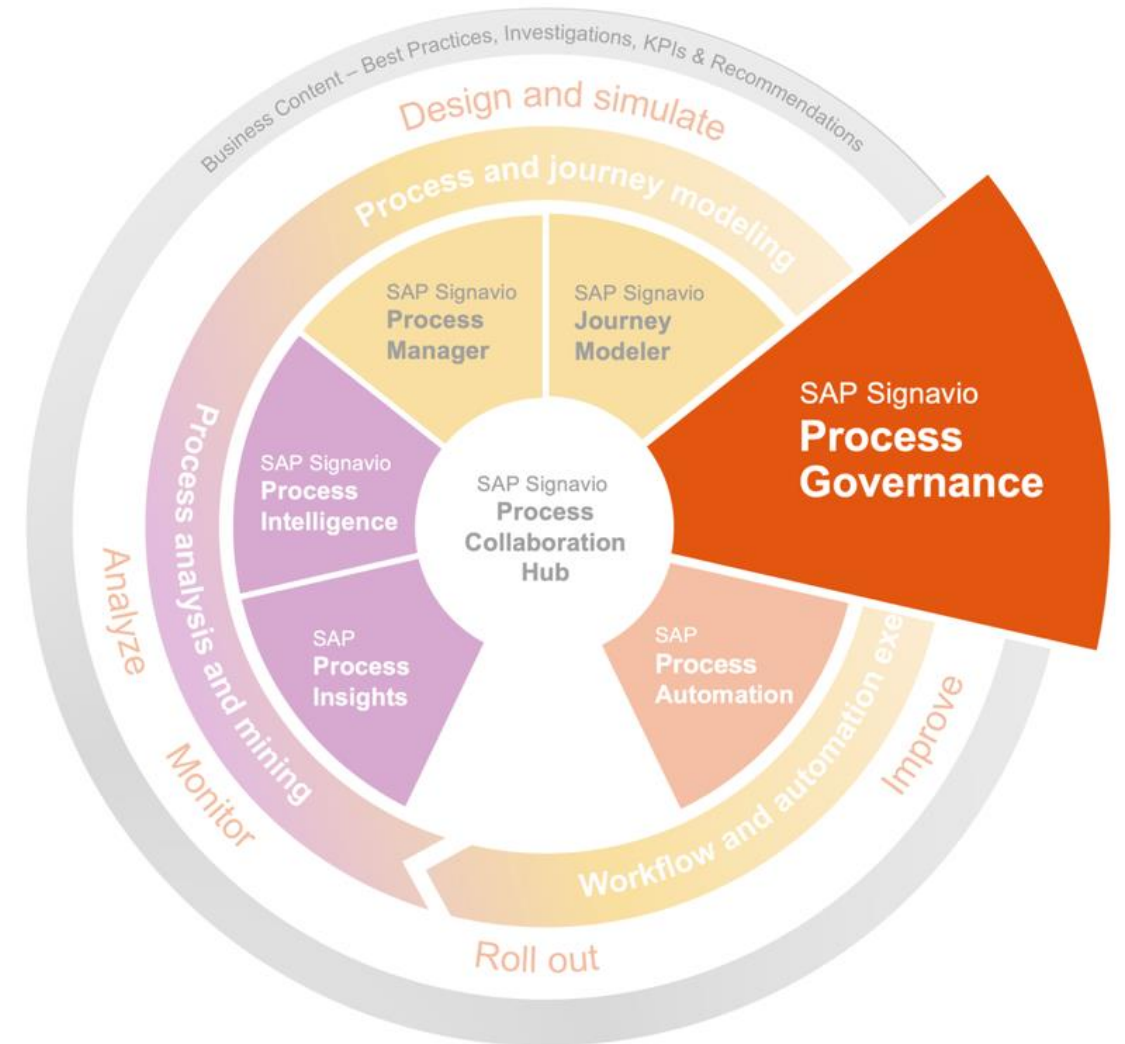 Business Content – Best Practices, Investigations, KPIs & Recommendations
Design and simulate
Process and journey modeling
SAP Signavio
Process
Manager
SAP Signavio
Journey
Modeler
SAP Signavio
Process
Governance
SAP Signavio
Process
Intelligence
SAP Signavio
Process
Collaboration
Hub
SAP
Process
Insights
SAP
Process
Automation
Process analysis and mining
Workflow and automation exe
Analyze
Monitor
Improve
Roll out